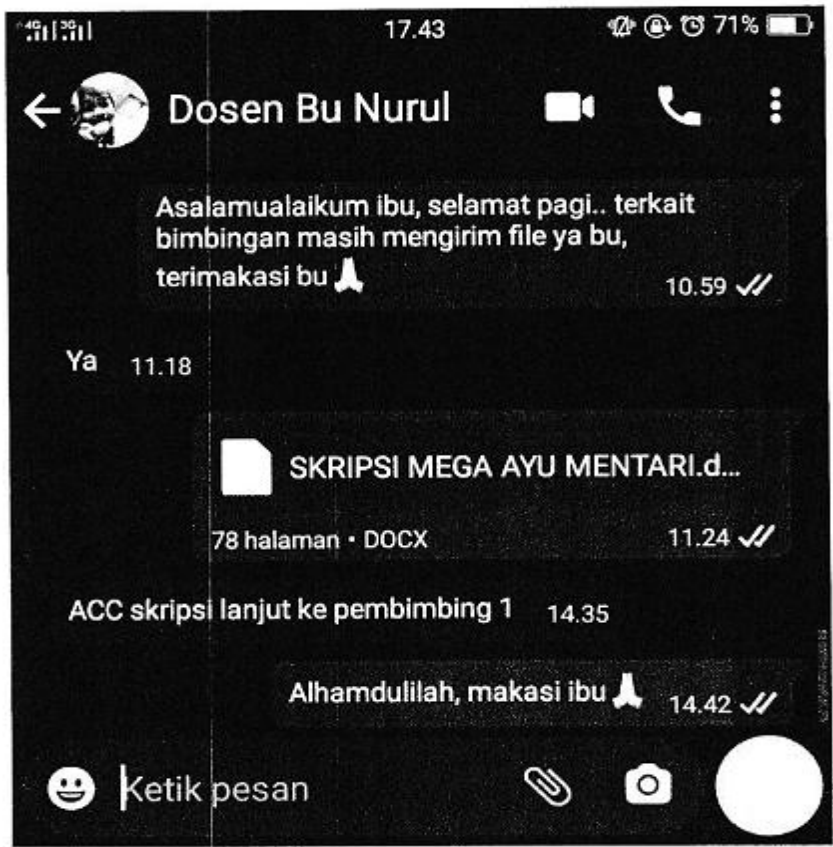 4G 3G 17.43 71%
Dosen Bu Nurul
Asalamualaikum ibu, selamat pagi.. terkait
bimbingan masih mengirim file ya bu,
terimakasi bu 🙏
10.59
Ya 11.18
SKRIPSI MEGA AYU MENTARI.d...
78 halaman • DOCX 11.24
ACC skripsi lanjut ke pembimbing 1 14.35
Alhamdulilah, makasi ibu 🙏 14.42
Ketik pesan